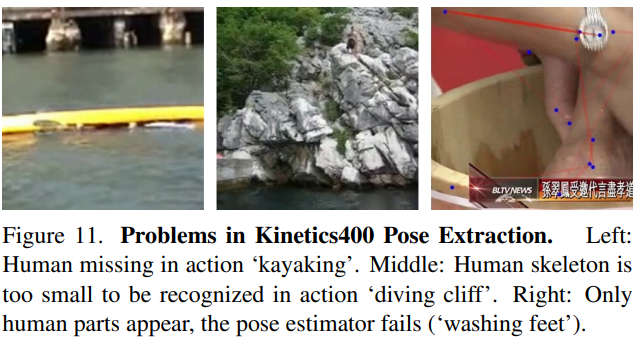 BLTV NEWS 孫翠鳳受邀代言盡孝道
Figure 11. Problems in Kinetics400 Pose Extraction. Left:
Human missing in action ‘kayaking’. Middle: Human skeleton is
too small to be recognized in action ‘diving cliff’. Right: Only
human parts appear, the pose estimator fails (‘washing feet’).